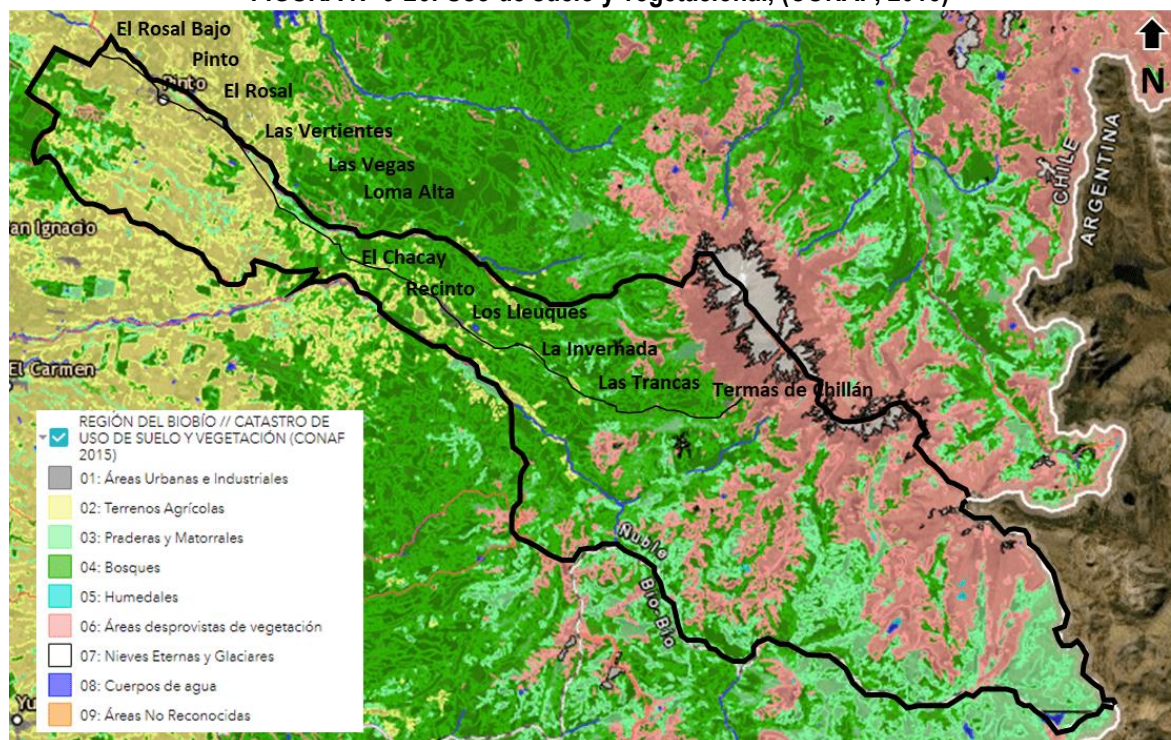 El Rosal Bajo
Pinto
Pinto
El Rosal
Las Vertientes
Las Vegas
Loma Alta
an Ignacio
El Chacay
Recinto
Los Lleuques
La Invernada
Las Trancas
Termas de Chillán
El Carmen
N
CHILE
ARGENTINA
Ñuble
Bío-Bío
REGIÓN DEL BIOBÍO // CATASTRO DE
USO DE SUELO Y VEGETACIÓN (CONAF
2015)
01: Áreas Urbanas e Industriales
02: Terrenos Agrícolas
03: Praderas y Matorrales
04: Bosques
05: Humedales
06: Áreas desprovistas de vegetación
07: Nieves Eternas y Glaciares
08: Cuerpos de agua
09: Áreas No Reconocidas
Yu